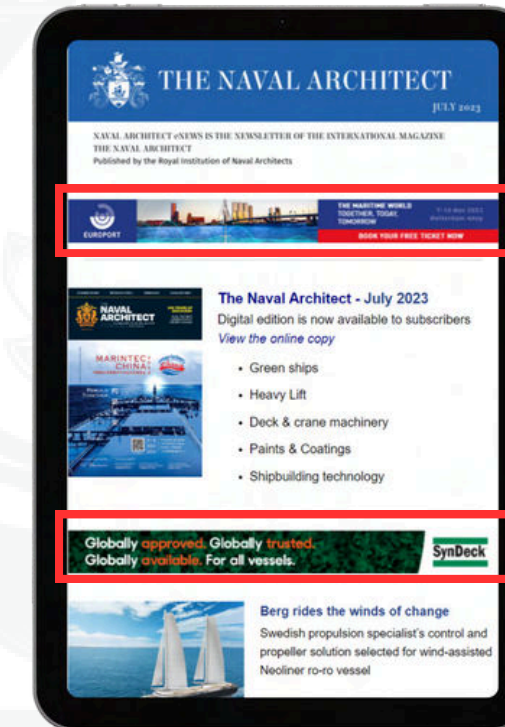 THE NAVAL ARCHITECT
JULY 2023
NAVAL ARCHITECT eNEWS IS THE NEWSLETTER OF THE INTERNATIONAL MAGAZINE
THE NAVAL ARCHITECT
Published by the Royal Institution of Naval Architects
EUROPORT
THE MARITIME WORLD
TOGETHER, TODAY,
TOMORROW
BOOK YOUR FREE TICKET NOW
The Naval Architect - July 2023
Digital edition is now available to subscribers
View the online copy
• Green ships
• Heavy Lift
• Deck & crane machinery
• Paints & Coatings
• Shipbuilding technology
NAVAL
ARCHITECT
MARINTEC
CHINA
Globally approved. Globally trusted.
Globally available. For all vessels.
SynDeck
Berg rides the winds of change
Swedish propulsion specialist's control and
propeller solution selected for wind-assisted
Neoliner ro-ro vessel